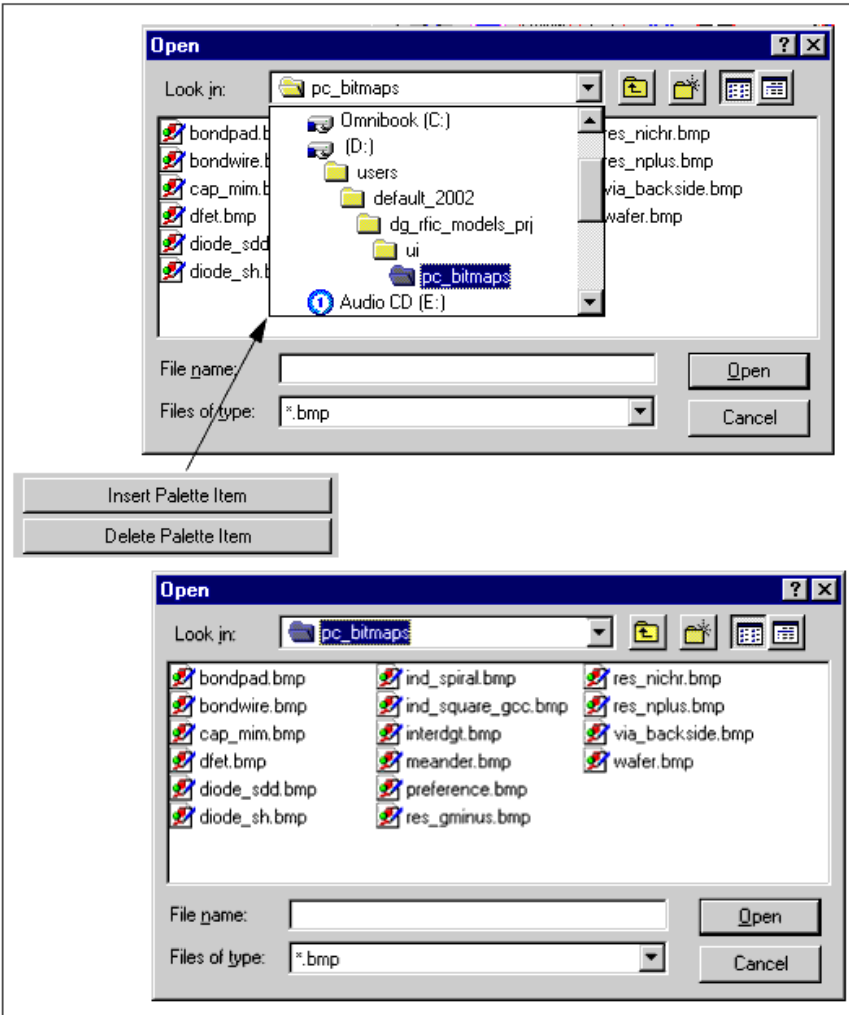 Open
Look in: pc_bitmaps
Omnibook (C:)
(D:)
users
default_2002
dg_rfic_models_prj
ui
pc_bitmaps
Audio CD (E:)
bondpad.b
bondwire.b
cap_mim.b
dfet.bmp
diode_sdd
diode_sh.b
res_nichr.bmp
res_nplus.bmp
via_backside.bmp
wafer.bmp
File name:
Open
Files of type: *.bmp
Cancel
Insert Palette Item
Delete Palette Item
Open
Look in: pc_bitmaps
bondpad.bmp
bondwire.bmp
cap_mim.bmp
dfet.bmp
diode_sdd.bmp
diode_sh.bmp
ind_spiral.bmp
ind_square_gcc.bmp
interdgt.bmp
meander.bmp
preference.bmp
res_gminus.bmp
res_nichr.bmp
res_nplus.bmp
via_backside.bmp
wafer.bmp
File name:
Open
Files of type: *.bmp
Cancel